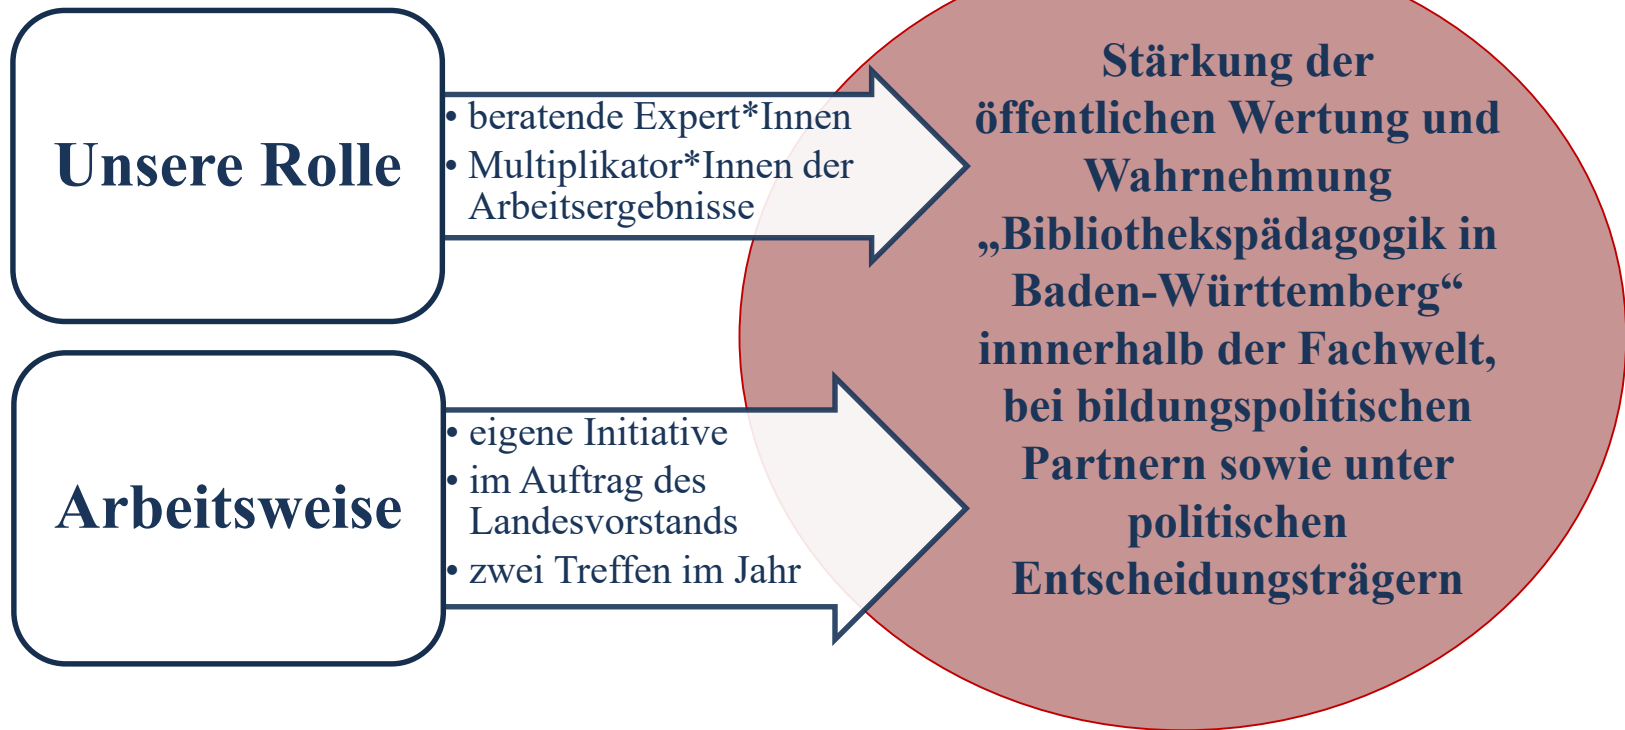 Unsere Rolle
• beratende Expert*Innen
• Multiplikator*Innen der
Arbeitsergebnisse
Arbeitsweise
• eigene Initiative
• im Auftrag des
Landesvorstands
• zwei Treffen im Jahr
Stärkung der
öffentlichen Wertung und
Wahrnehmung
„Bibliothekspädagogik in
Baden-Württemberg“
innnerhalb der Fachwelt,
bei bildungspolitischen
Partnern sowie unter
politischen
Entscheidungsträgern